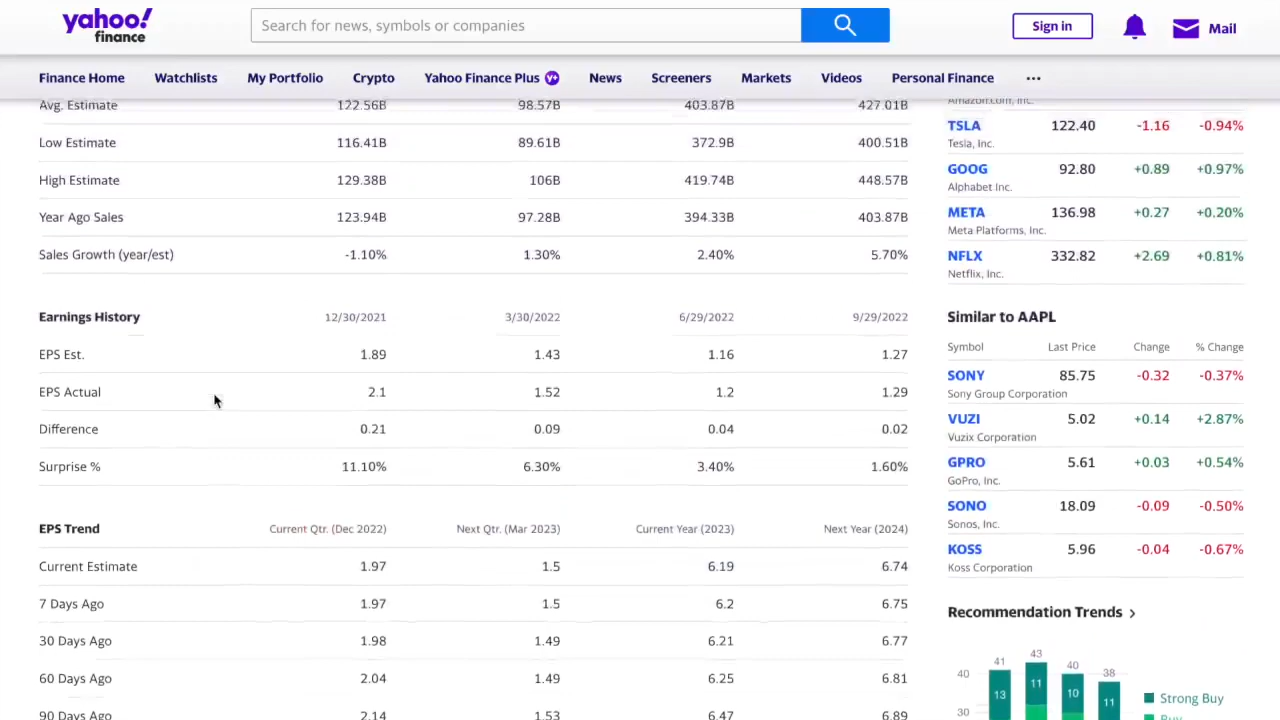 yahoo!
finance
Search for news, symbols or companies
Sign in
Mail
Finance Home Watchlists My Portfolio Crypto Yahoo Finance Plus Y+ News Screeners Markets Videos Personal Finance ...
Avg. Estimate 122.56B 98.57B 403.87B 427.01B
Low Estimate 116.41B 89.61B 372.9B 400.51B
High Estimate 129.38B 106B 419.74B 448.57B
Year Ago Sales 123.94B 97.28B 394.33B 403.87B
Sales Growth (year/est) -1.10% 1.30% 2.40% 5.70%
Earnings History 12/30/2021 3/30/2022 6/29/2022 9/29/2022
EPS Est. 1.89 1.43 1.16 1.27
EPS Actual 2.1 1.52 1.2 1.29
Difference 0.21 0.09 0.04 0.02
Surprise % 11.10% 6.30% 3.40% 1.60%
EPS Trend Current Qtr. (Dec 2022) Next Qtr. (Mar 2023) Current Year (2023) Next Year (2024)
Current Estimate 1.97 1.5 6.19 6.74
7 Days Ago 1.97 1.5 6.2 6.75
30 Days Ago 1.98 1.49 6.21 6.77
60 Days Ago 2.04 1.49 6.25 6.81
90 Days Ago 2.14 1.53 6.47 6.89
Amazon.com, Inc.
TSLA 122.40 -1.16 -0.94%
Tesla, Inc.
GOOG 92.80 +0.89 +0.97%
Alphabet Inc.
META 136.98 +0.27 +0.20%
Meta Platforms, Inc.
NFLX 332.82 +2.69 +0.81%
Netflix, Inc.
Similar to AAPL
Symbol Last Price Change % Change
SONY 85.75 -0.32 -0.37%
Sony Group Corporation
VUZI 5.02 +0.14 +2.87%
Vuzix Corporation
GPRO 5.61 +0.03 +0.54%
GoPro, Inc.
SONO 18.09 -0.09 -0.50%
Sonos, Inc.
KOSS 5.96 -0.04 -0.67%
Koss Corporation
Recommendation Trends >
41 43 40 38
40
13 11 10 11
30
Strong Buy
Buy